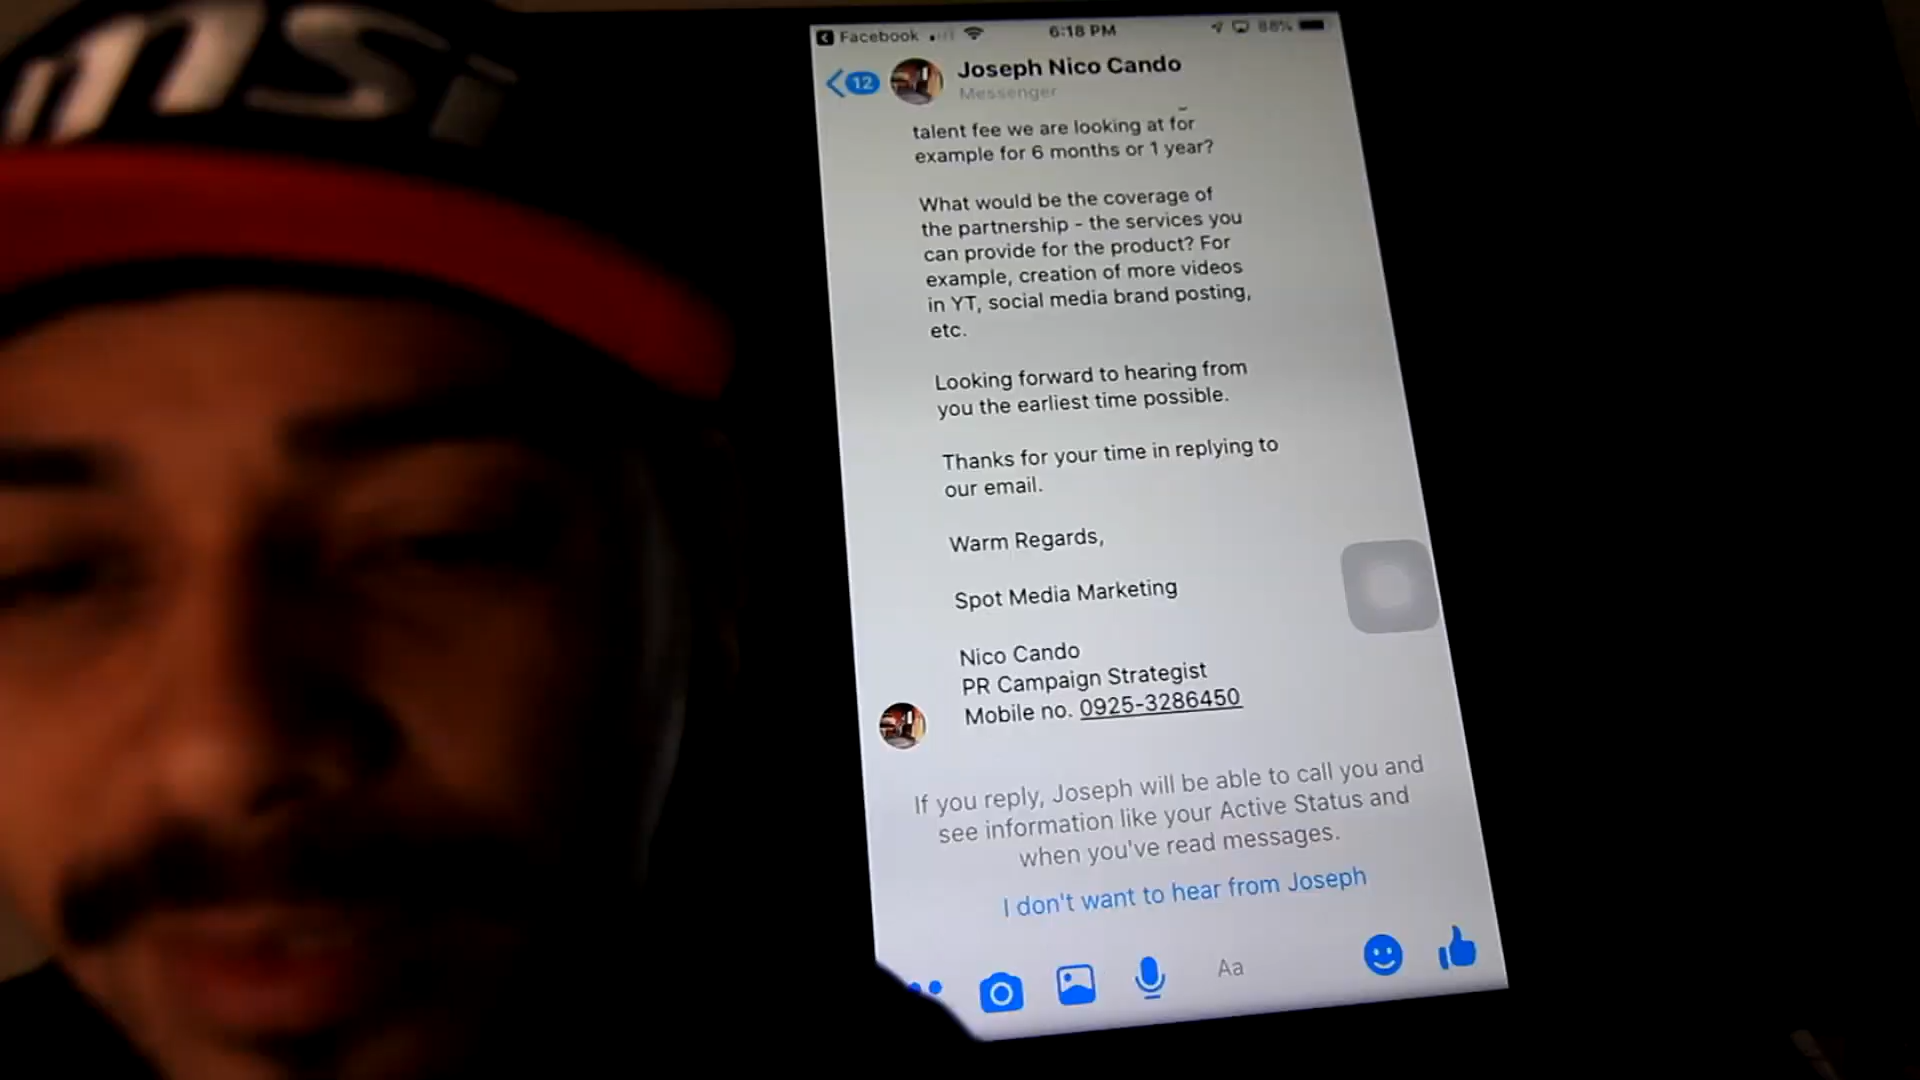 msi
Facebook
6:18 PM
88%
12
Joseph Nico Cando
Messenger
talent fee we are looking at for
example for 6 months or 1 year?
What would be the coverage of
the partnership - the services you
can provide for the product? For
example, creation of more videos
in YT, social media brand posting,
etc.
Looking forward to hearing from
you the earliest time possible.
Thanks for your time in replying to
our email.
Warm Regards,
Spot Media Marketing
Nico Cando
PR Campaign Strategist
Mobile no. 0925-3286450
If you reply, Joseph will be able to call you and
see information like your Active Status and
when you've read messages.
I don't want to hear from Joseph
Aa